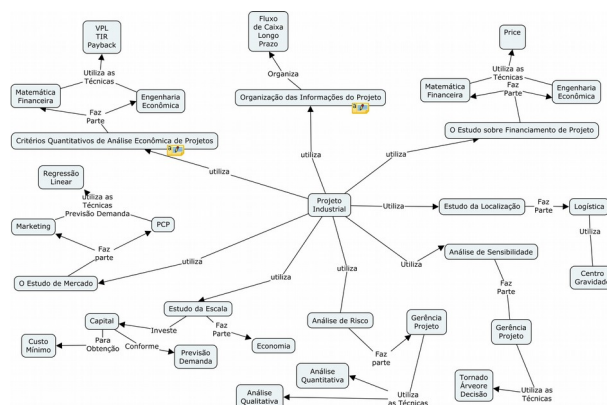 VPL
TIR
Payback
Utiliza as
Técnicas
Matemática
Financeira
Engenharia
Econômica
Faz
Parte
Critérios Quantitativos de Análise Econômica de Projetos
utiliza
Fluxo
de Caixa
Longo
Prazo
Organiza
Organização das Informações do Projeto
utiliza
Price
Utiliza as
Técnicas
Matemática
Financeira
Faz
Parte
Engenharia
Econômica
O Estudo sobre Financiamento de Projeto
utiliza
Projeto
Industrial
Regressão
Linear
utiliza as
Técnicas
Previsão Demanda
Marketing
PCP
Faz
parte
O Estudo de Mercado
utiliza
Utiliza
Estudo da Localização
Faz
Parte
Logística
Utiliza
Centro
Gravidade
Utiliza
Análise de Sensibilidade
Faz
Parte
Gerência
Projeto
Utiliza as
Técnicas
Tornado
Árveore
Decisão
utiliza
Estudo da Escala
Investe
Capital
Faz
Parte
Economia
Para
Obtenção
Custo
Mínimo
Conforme
Previsão
Demanda
utiliza
Análise de Risco
Faz
parte
Gerência
Projeto
Utiliza
as Técnicas
Análise
Quantitativa
Análise
Qualitativa